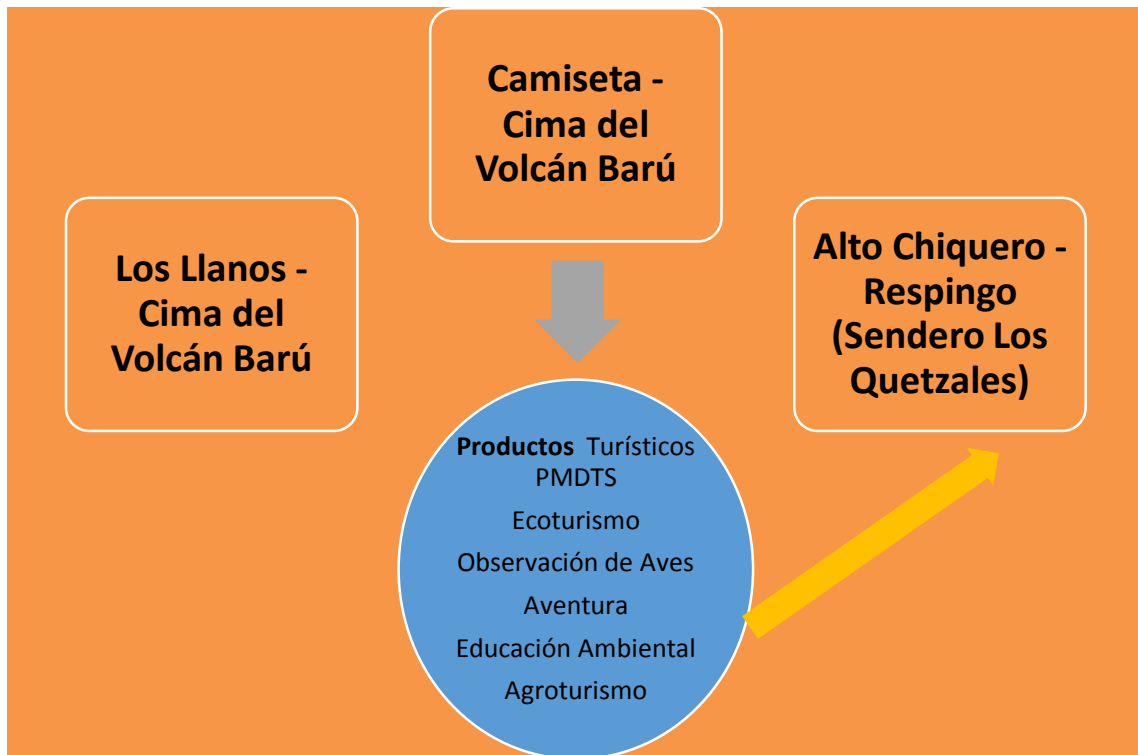 Camiseta -
Cima del
Volcán Barú
Los Llanos -
Cima del
Volcán Barú
Alto Chiquero -
Respingo
(Sendero Los
Quetzales)
Productos Turísticos
PMDTS
Ecoturismo
Observación de Aves
Aventura
Educación Ambiental
Agroturismo